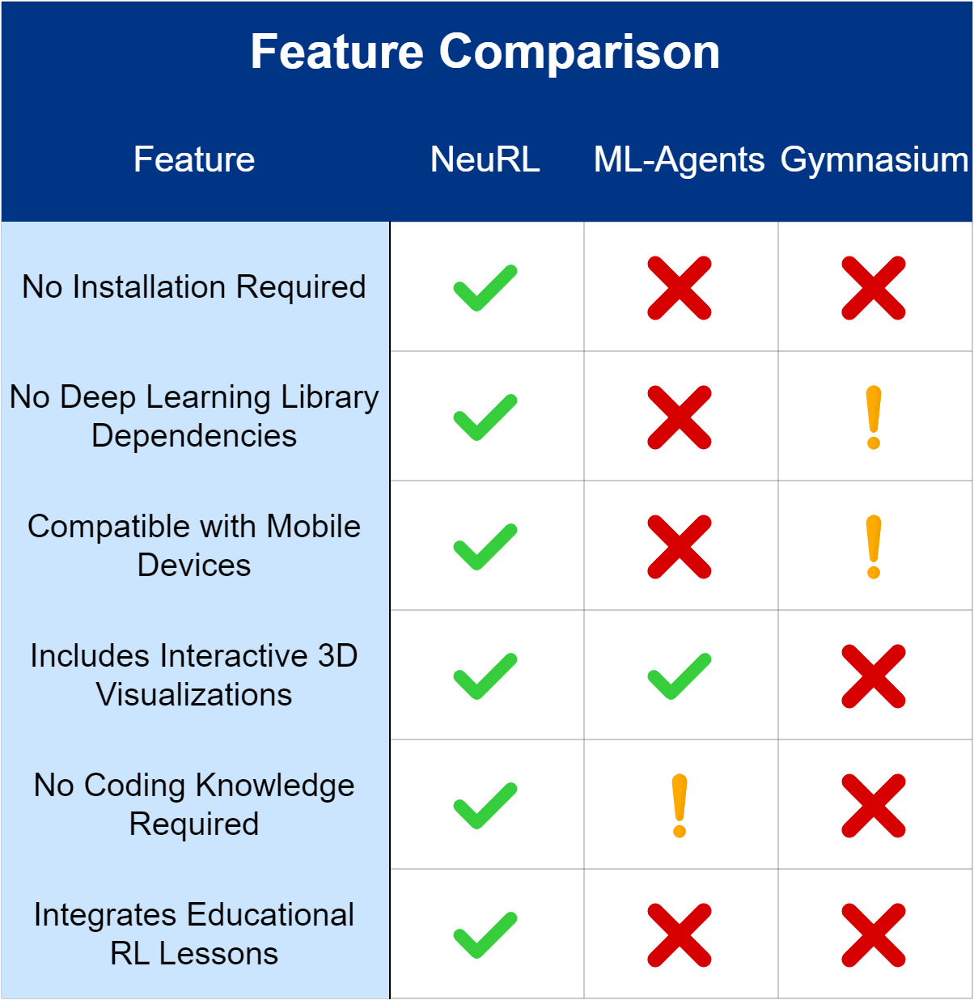 Feature Comparison
Feature NeuRL ML-Agents Gymnasium
No Installation Required
No Deep Learning Library
Dependencies
Compatible with Mobile
Devices
Includes Interactive 3D
Visualizations
No Coding Knowledge
Required
Integrates Educational
RL Lessons